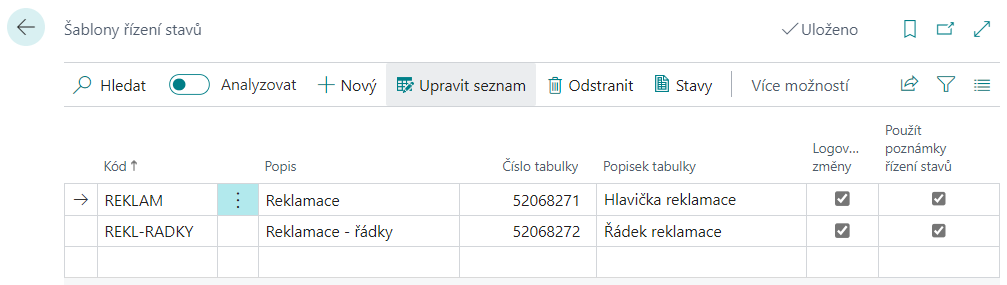 Šablony řízení stavů
Uloženo
Hledat Analyzovat Nový Upravit seznam Odstranit Stavy Více možností
Kód ↑ Popis Číslo tabulky Popisek tabulky Logov... změny Použít poznámky řízení stavů
REKLAM Reklamace 52068271 Hlavička reklamace
REKL-RADKY Reklamace - řádky 52068272 Řádek reklamace